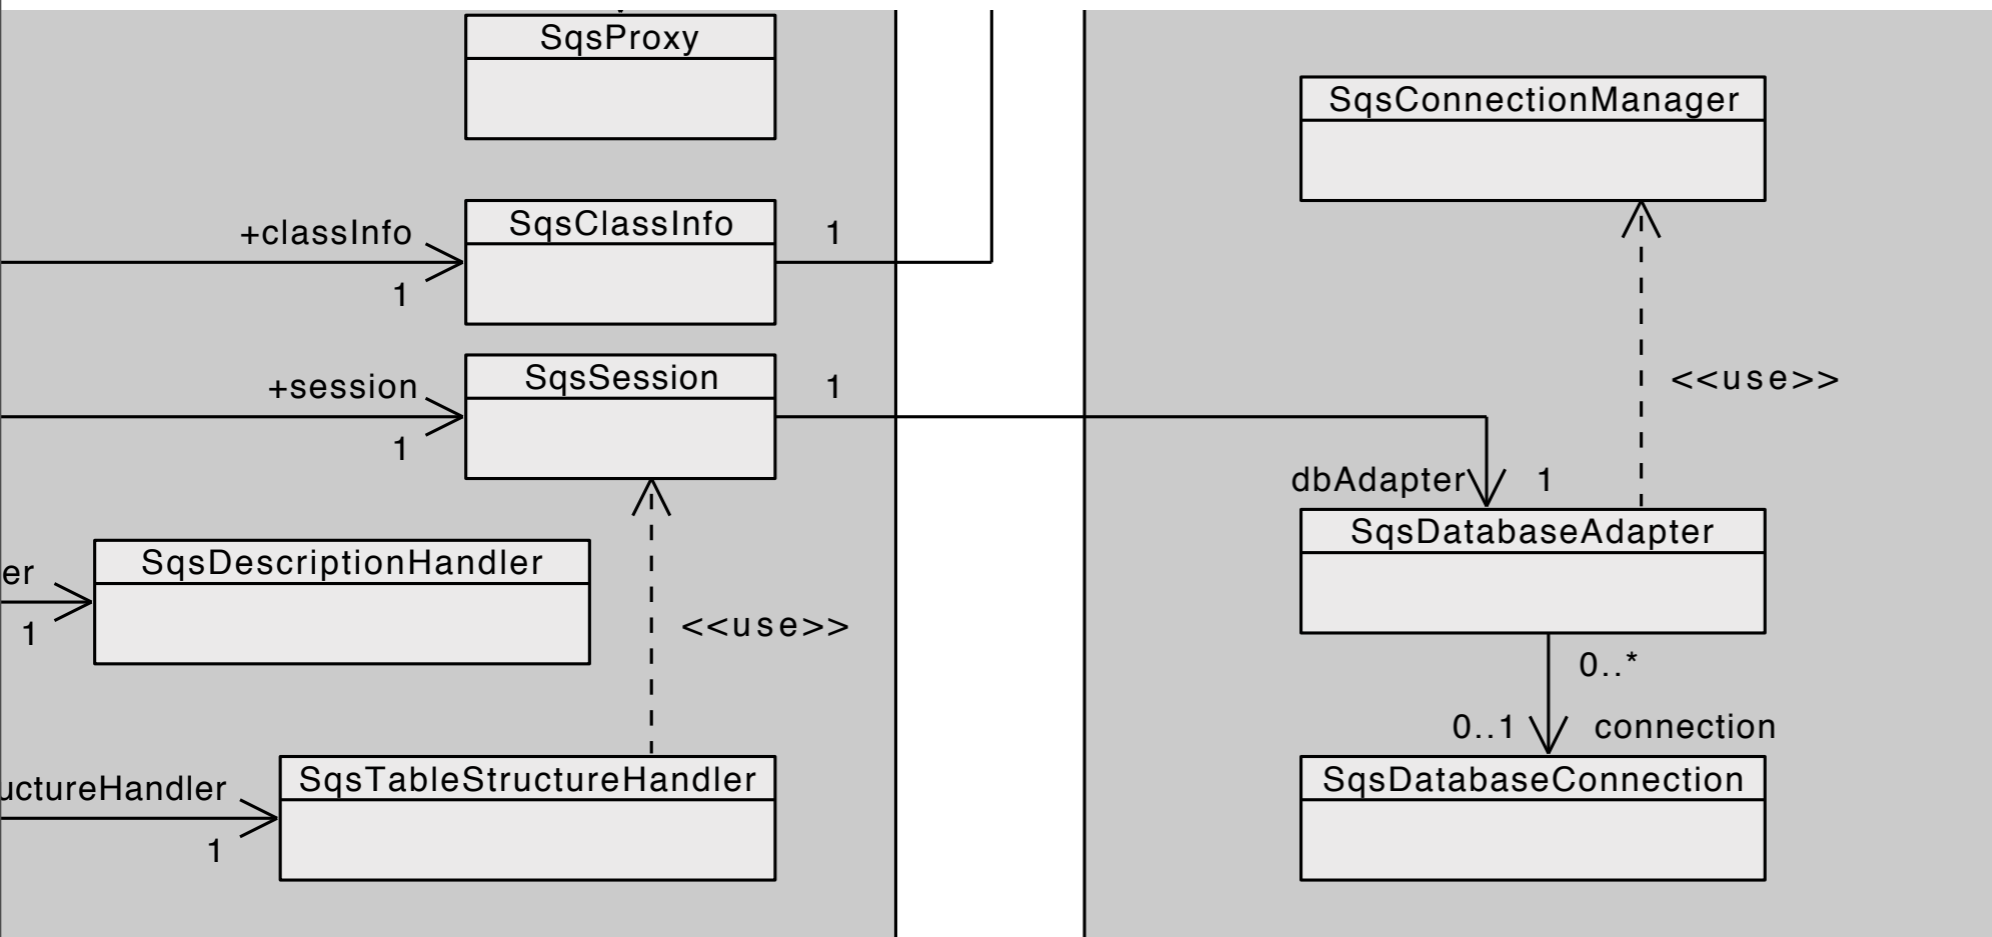 SqsProxy
SqsConnectionManager
+classInfo
1
SqsClassInfo
1
+session
1
SqsSession
1
<<use>>
dbAdapter
1
SqsDatabaseAdapter
er
1
SqsDescriptionHandler
<<use>>
0..*
0..1
connection
uctureHandler
1
SqsTableStructureHandler
SqsDatabaseConnection